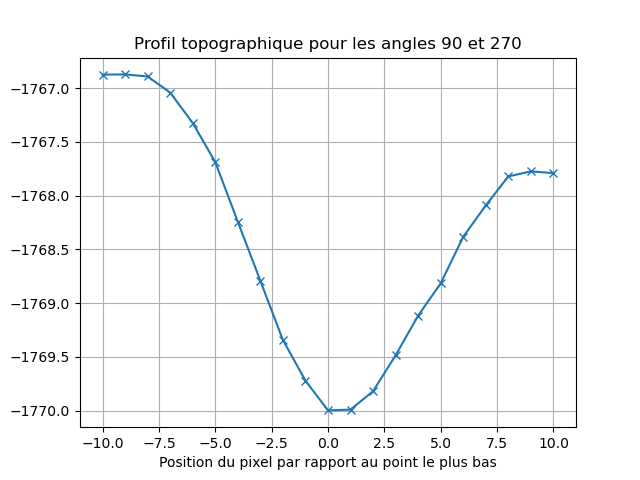 Profil topographique pour les angles 90 et 270
−1767.0
−1767.5
−1768.0
−1768.5
−1769.0
−1769.5
−1770.0
−10.0 −7.5 −5.0 −2.5 0.0 2.5 5.0 7.5 10.0
Position du pixel par rapport au point le plus bas